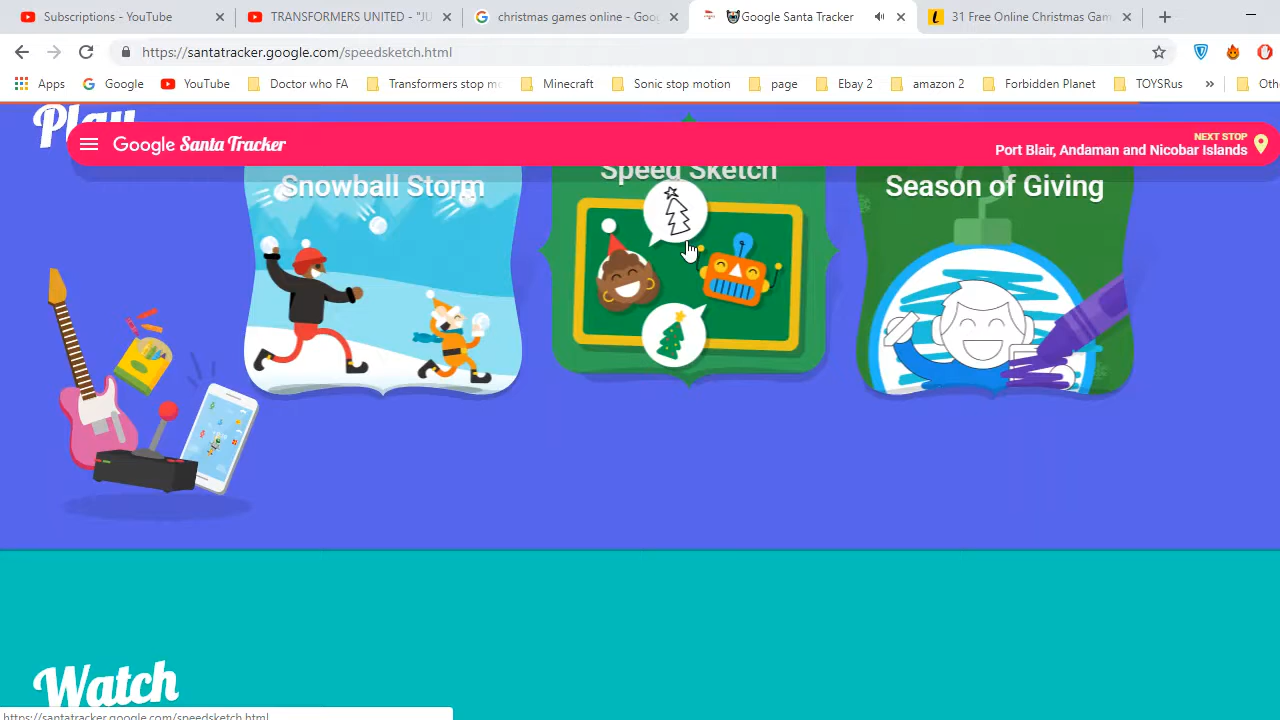 Subscriptions - YouTube
TRANSFORMERS UNITED - "JU
christmas games online - Goog
Google Santa Tracker
31 Free Online Christmas Gam
https://santatracker.google.com/speedsketch.html
Apps
Google
YouTube
Doctor who FA
Transformers stop mo
Minecraft
Sonic stop motion
page
Ebay 2
amazon 2
Forbidden Planet
TOYSRus
»
Oth
Play
Google Santa Tracker
NEXT STOP
Port Blair, Andaman and Nicobar Islands
Snowball Storm
Speed Sketch
Season of Giving
Watch
https://santatracker.google.com/speedsketch.html